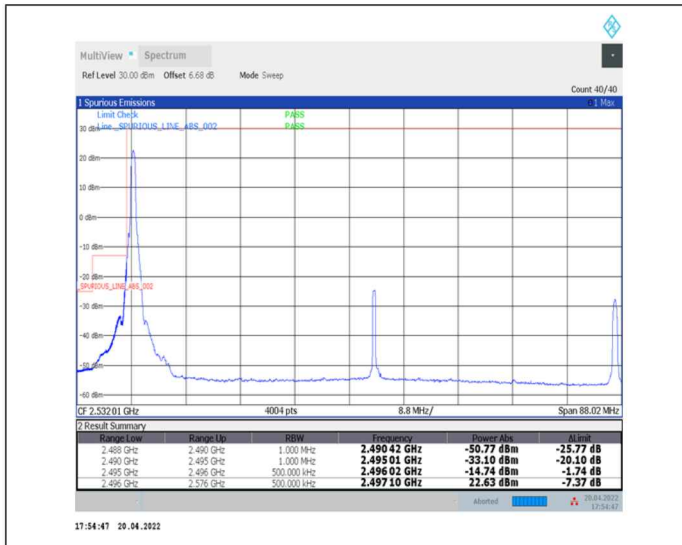 MultiView Spectrum
Ref Level 30.00 dBm Offset 6.68 dB Mode Sweep
Count 40/40
1 Spurious Emissions 1 Max
Limit Check PASS
30 dBm Line _SPURIOUS_LINE_ABS_002 PASS
20 dBm
10 dBm
0 dBm
-10 dBm
-20 dBm
_SPURIOUS_LINE_ABS_002
-30 dBm
-40 dBm
-50 dBm
-60 dBm
CF 2.53201 GHz 4004 pts 8.8 MHz/ Span 88.02 MHz
2 Result Summary
Range Low Range Up RBW Frequency Power Abs ΔLimit
2.488 GHz 2.490 GHz 1.000 MHz 2.49042 GHz -50.77 dBm -25.77 dB
2.490 GHz 2.495 GHz 1.000 MHz 2.49501 GHz -33.10 dBm -20.10 dB
2.495 GHz 2.496 GHz 500.000 kHz 2.49602 GHz -14.74 dBm -1.74 dB
2.496 GHz 2.576 GHz 500.000 kHz 2.49710 GHz 22.63 dBm -7.37 dB
Aborted 20.04.2022
17:54:47
17:54:47 20.04.2022